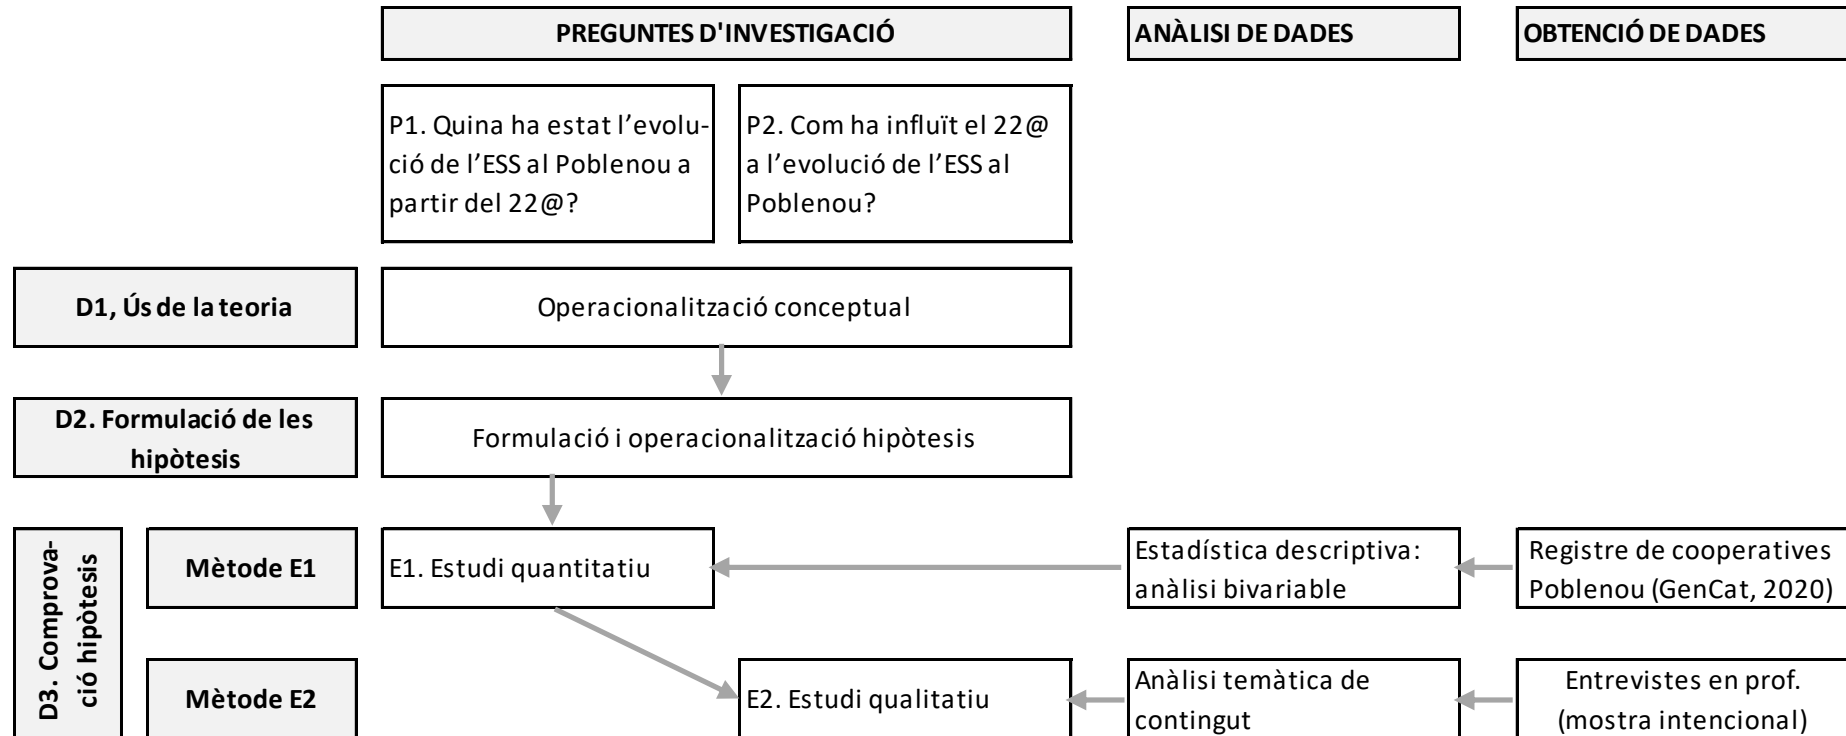 PREGUNTES D'INVESTIGACIÓ
ANÀLISI DE DADES
OBTENCIÓ DE DADES
P1. Quina ha estat l’evolu-
ció de l’ESS al Poblenou a
partir del 22@?
P2. Com ha influït el 22@
a l’evolució de l’ESS al
Poblenou?
D1, Ús de la teoria
Operacionalització conceptual
D2. Formulació de les
hipòtesis
Formulació i operacionalització hipòtesis
D3. Comprova-
ció hipòtesis
Mètode E1
E1. Estudi quantitatiu
Estadística descriptiva:
anàlisi bivariable
Registre de cooperatives
Poblenou (GenCat, 2020)
Mètode E2
E2. Estudi qualitatiu
Anàlisi temàtica de
contingut
Entrevistes en prof.
(mostra intencional)